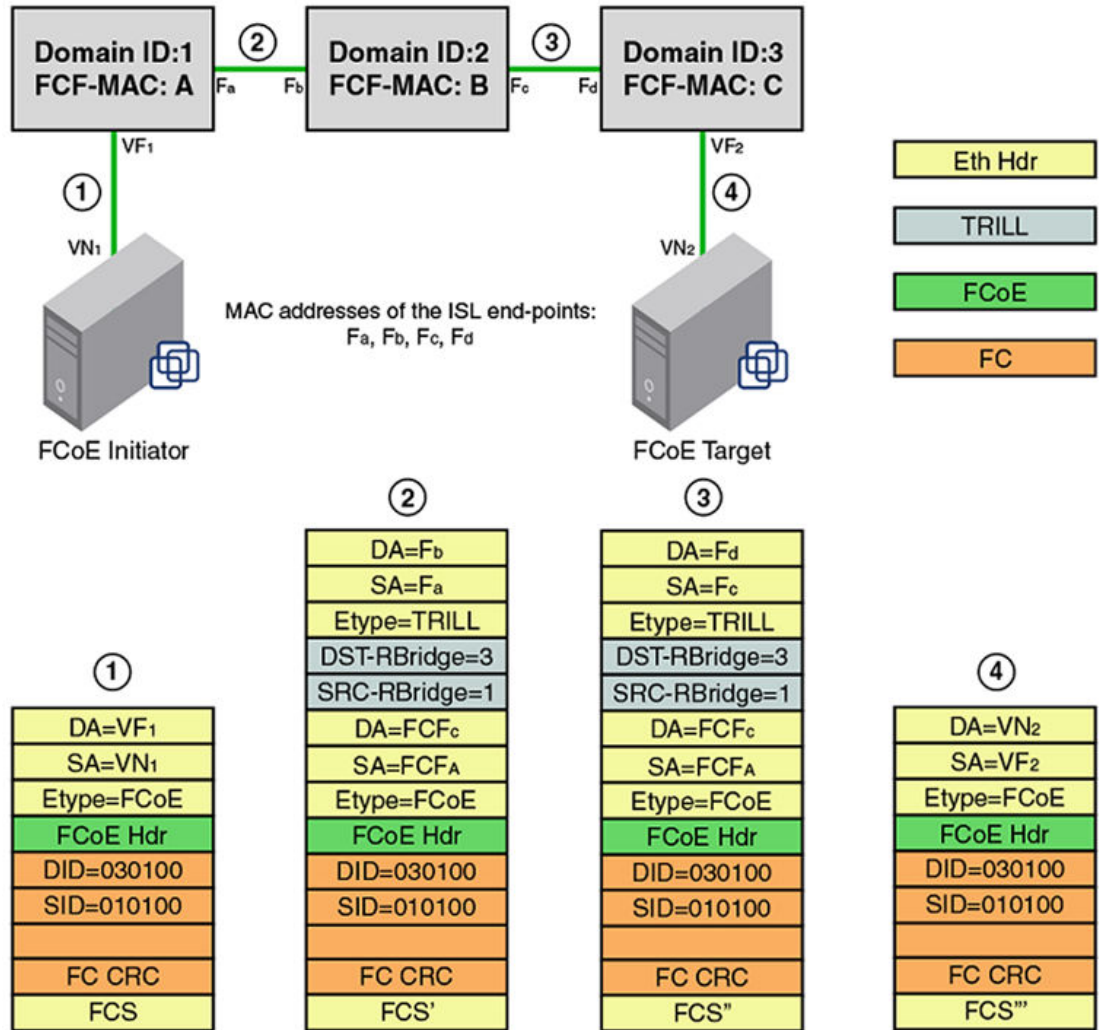 Domain ID:1
FCF-MAC: A
②
Fa
Fb
Domain ID:2
FCF-MAC: B
③
Fc
Fd
Domain ID:3
FCF-MAC: C
VF1
①
VN1
FCoE Initiator
MAC addresses of the ISL end-points:
Fa, Fb, Fc, Fd
VF2
④
VN2
FCoE Target
Eth Hdr
TRILL
FCoE
FC
①
DA=VF1
SA=VN1
Etype=FCoE
FCoE Hdr
DID=030100
SID=010100
FC CRC
FCS
②
DA=Fb
SA=Fa
Etype=TRILL
DST-RBridge=3
SRC-RBridge=1
DA=FCFc
SA=FCFA
Etype=FCoE
FCoE Hdr
DID=030100
SID=010100
FC CRC
FCS'
③
DA=Fd
SA=Fc
Etype=TRILL
DST-RBridge=3
SRC-RBridge=1
DA=FCFc
SA=FCFA
Etype=FCoE
FCoE Hdr
DID=030100
SID=010100
FC CRC
FCS"
④
DA=VN2
SA=VF2
Etype=FCoE
FCoE Hdr
DID=030100
SID=010100
FC CRC
FCS"'